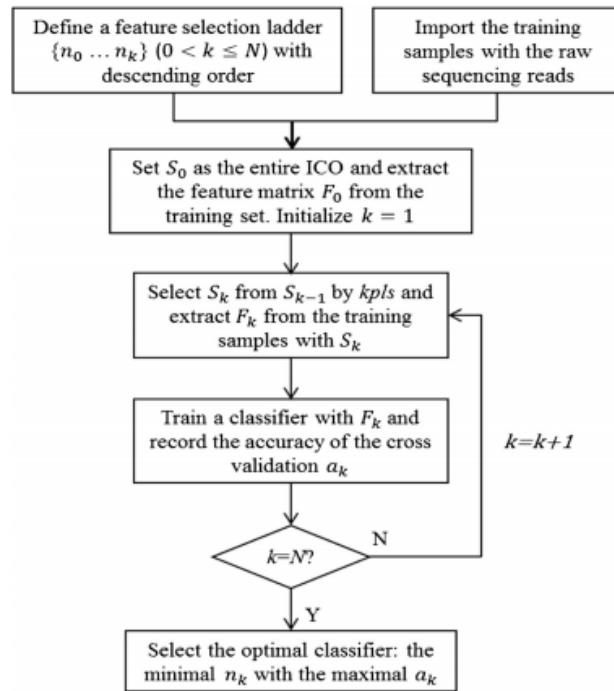 Define a feature selection ladder
{n₀ … nₖ} (0 < k ≤ N) with
descending order
Import the training
samples with the raw
sequencing reads
Set S₀ as the entire ICO and extract
the feature matrix F₀ from the
training set. Initialize k = 1
Select Sₖ from Sₖ₋₁ by kpls and
extract Fₖ from the training
samples with Sₖ
Train a classifier with Fₖ and
record the accuracy of the cross
validation aₖ
k=k+1
k=N?
N
Y
Select the optimal classifier: the
minimal nₖ with the maximal aₖ